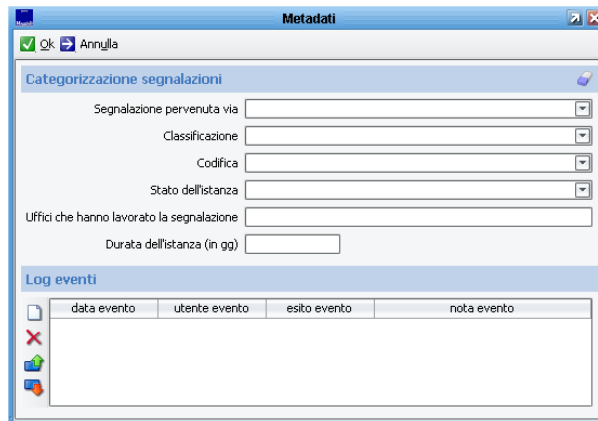 Metadati
Ok Annulla
Categorizzazione segnalazioni
Segnalazione pervenuta via
Classificazione
Codifica
Stato dell'istanza
Uffici che hanno lavorato la segnalazione
Durata dell'istanza (in gg)
Log eventi
data evento utente evento esito evento nota evento